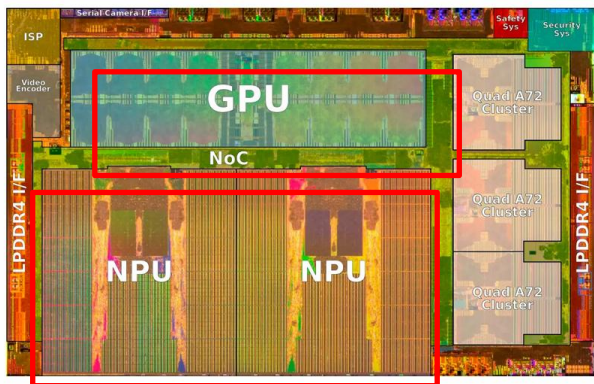 Serial Camera I/F
ISP
Safety
Sys
Security
Sys
Video
Encoder
GPU
Quad A72
Cluster
NoC
LPDDR4 I/F
LPDDR4 I/F
Quad A72
Cluster
NPU
NPU
Quad A72
Cluster